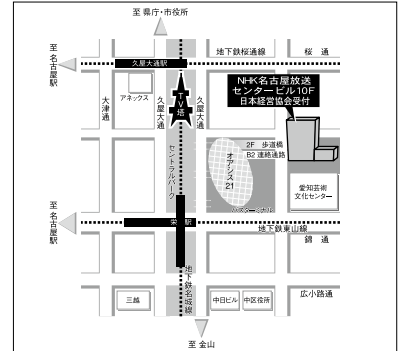 至 県庁・市役所
至 名古屋駅
地下鉄桜通線
桜 通
久屋大通駅
アネックス
大津通
久屋大通
TV塔
久屋大通
NHK名古屋放送
センタービル10F
日本経営協会受付
セントラルパーク
オアシス21
2F 歩道橋
B2 連絡通路
愛知芸術
文化センター
バスターミナル
至 名古屋駅
栄駅
地下鉄東山線
錦 通
地下鉄名城線
三越
中日ビル
中区役所
広小路通
至 金山